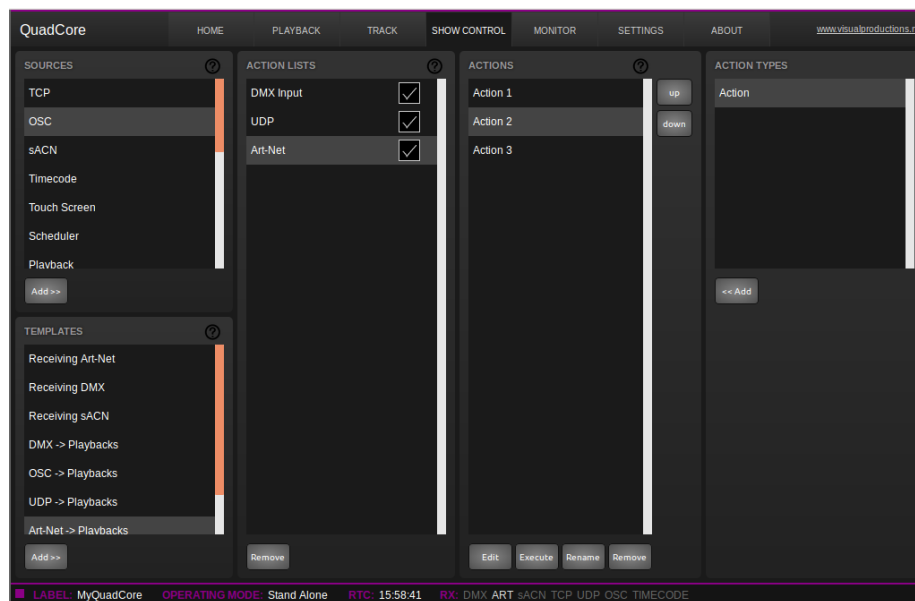 QuadCore HOME PLAYBACK TRACK SHOW CONTROL MONITOR SETTINGS ABOUT
SOURCES ?
TCP
OSC
sACN
Timecode
Touch Screen
Scheduler
Playback
Add >>
TEMPLATES ?
Receiving Art-Net
Receiving DMX
Receiving sACN
DMX -> Playbacks
OSC -> Playbacks
UDP -> Playbacks
Art-Net -> Playbacks
Add >>
ACTION LISTS ?
DMX Input
UDP
Art-Net
Remove
ACTIONS ?
Action 1
Action 2
Action 3
up
down
Edit Execute Rename Remove
ACTION TYPES
Action
<< Add
LABEL: MyQuadCore OPERATING MODE: Stand Alone RTC: 15:58:41 RX: DMX ART sACN TCP UDP OSC TIMECODE